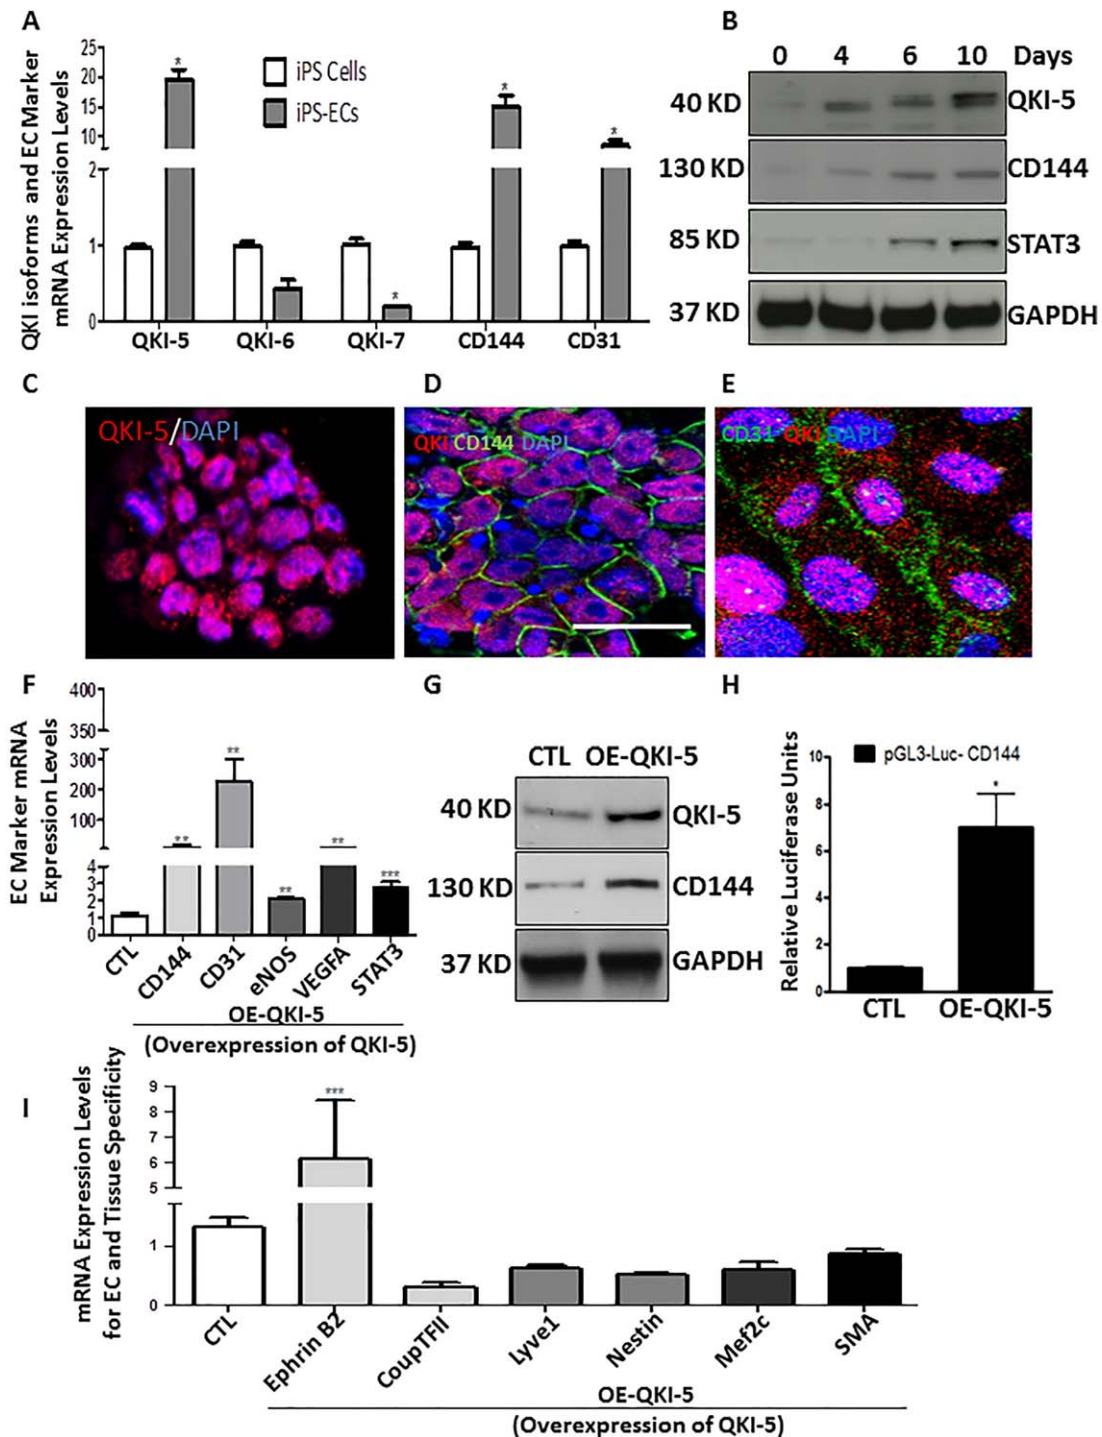 A
QKI isoforms and EC Marker
mRNA Expression Levels
25
20
15
10
2
1
0
*
*
*
*
iPS Cells
iPS-ECs
QKI-5
QKI-6
QKI-7
CD144
CD31
B
0 4 6 10 Days
40 KD QKI-5
130 KD CD144
85 KD STAT3
37 KD GAPDH
C
QKI-5/DAPI
D
QKI CD144 DAPI
E
CD31 QKI DAPI
F
EC Marker mRNA
Expression Levels
400
350
300
200
100
4
3
2
1
0
**
**
**
**
***
CTL
CD144
CD31
eNOS
VEGFA
STAT3
OE-QKI-5
(Overexpression of QKI-5)
G
CTL OE-QKI-5
40 KD QKI-5
130 KD CD144
37 KD GAPDH
H
Relative Luciferase Units
10
8
6
4
2
0
pGL3-Luc- CD144
*
CTL
OE-QKI-5
I
mRNA Expression Levels
for EC and Tissue Specificity
9
8
7
6
5
1
0
***
CTL
Ephrin B2
CoupTFII
Lyve1
Nestin
Mef2c
SMA
OE-QKI-5
(Overexpression of QKI-5)